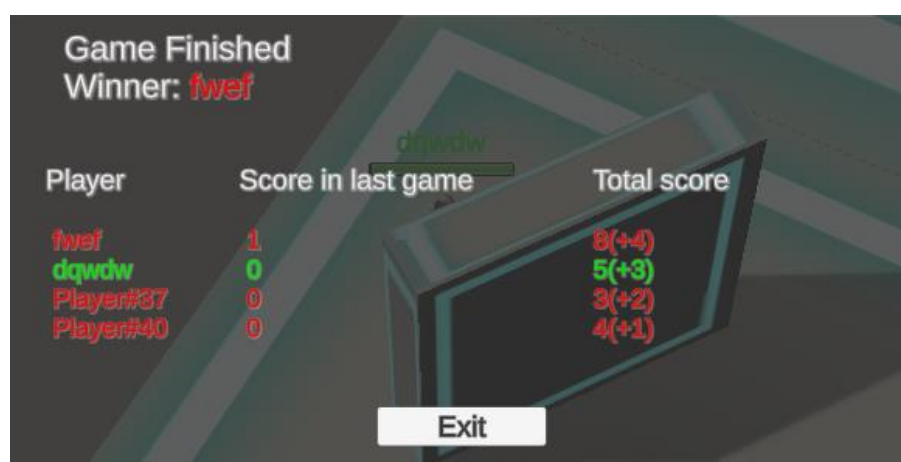 Game Finished
Winner: fwef
dqwdw
Player Score in last game Total score
fwef 1 8(+4)
dqwdw 0 5(+3)
Player#37 0 3(+2)
Player#40 0 4(+1)
Exit